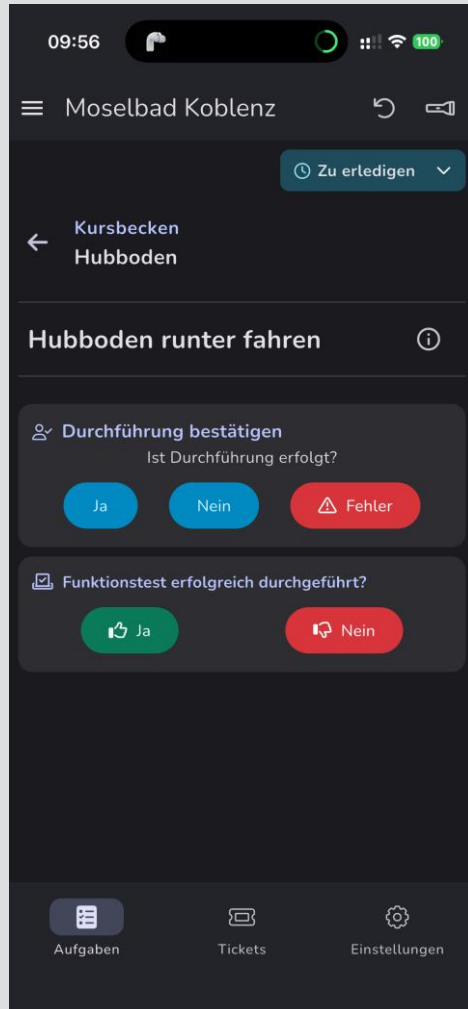 09:56
100
Moselbad Koblenz
Zu erledigen
Kursbecken
Hubboden
Hubboden runter fahren
Durchführung bestätigen
Ist Durchführung erfolgt?
Ja Nein Fehler
Funktionstest erfolgreich durchgeführt?
Ja Nein
Aufgaben Tickets Einstellungen